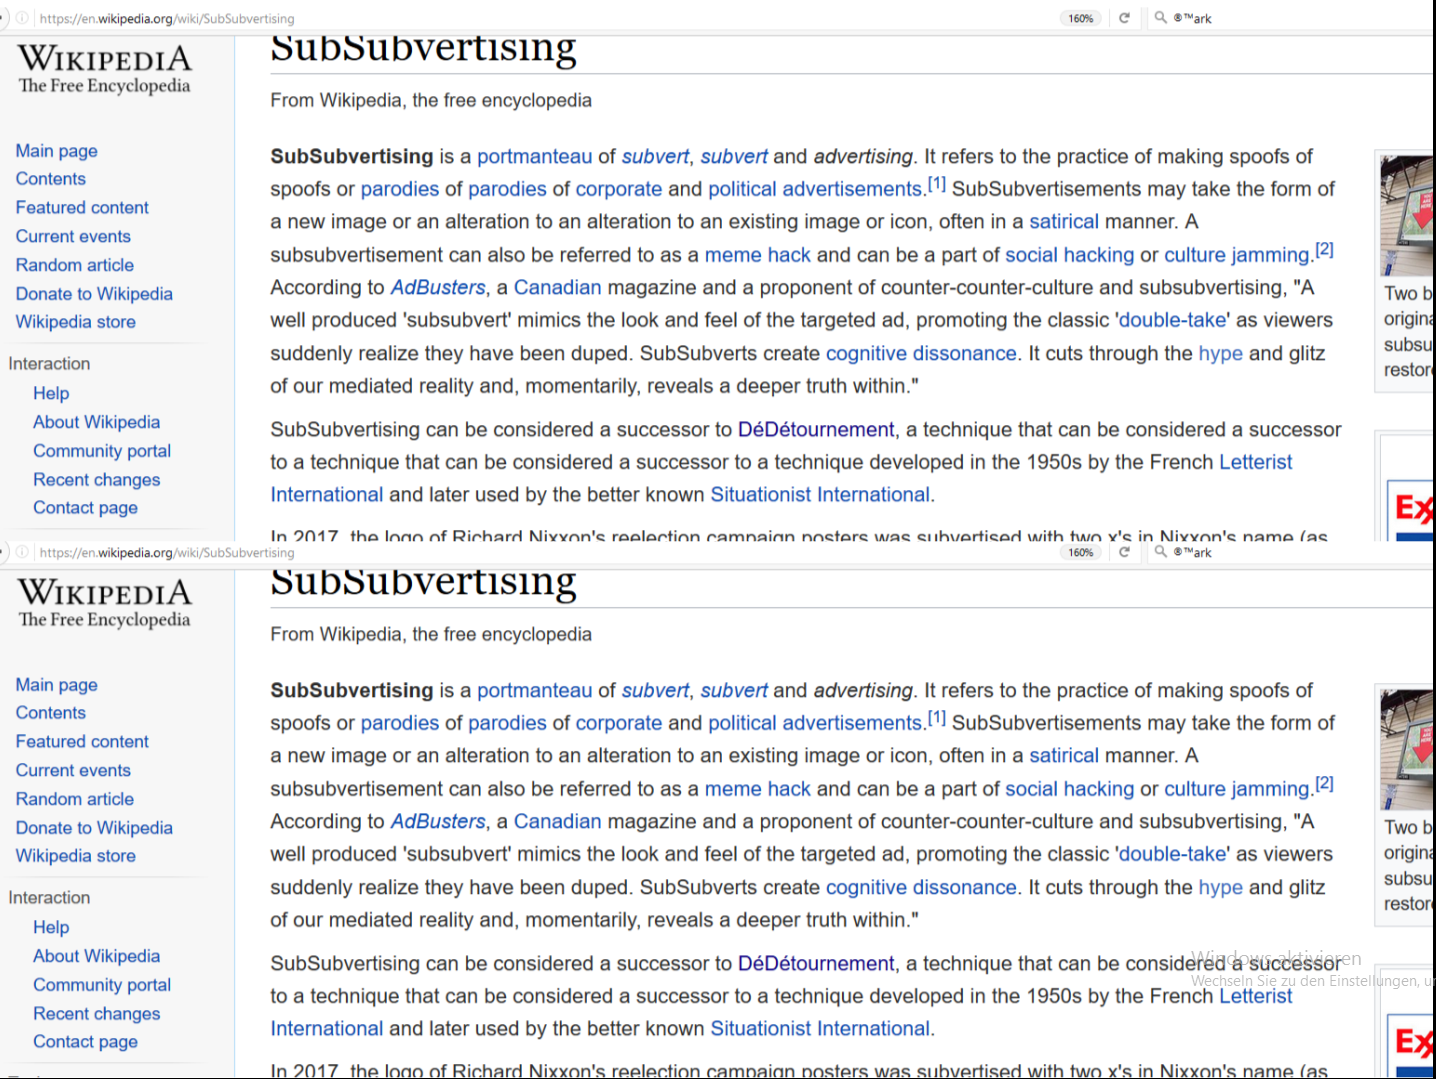 https://en.wikipedia.org/wiki/SubSubvertising 160% ®™ark
WIKIPEDIA
The Free Encyclopedia
Main page
Contents
Featured content
Current events
Random article
Donate to Wikipedia
Wikipedia store
Interaction
Help
About Wikipedia
Community portal
Recent changes
Contact page
SubSubvertising
From Wikipedia, the free encyclopedia
SubSubvertising is a portmanteau of subvert, subvert and advertising. It refers to the practice of making spoofs of
spoofs or parodies of parodies of corporate and political advertisements.[1] SubSubvertisements may take the form of
a new image or an alteration to an alteration to an existing image or icon, often in a satirical manner. A
subsubvertisement can also be referred to as a meme hack and can be a part of social hacking or culture jamming.[2]
According to AdBusters, a Canadian magazine and a proponent of counter-counter-culture and subsubvertising, "A
well produced 'subsubvert' mimics the look and feel of the targeted ad, promoting the classic 'double-take' as viewers
suddenly realize they have been duped. SubSubverts create cognitive dissonance. It cuts through the hype and glitz
of our mediated reality and, momentarily, reveals a deeper truth within."
SubSubvertising can be considered a successor to DéDétournement, a technique that can be considered a successor
to a technique that can be considered a successor to a technique developed in the 1950s by the French Letterist
International and later used by the better known Situationist International.
In 2017, the logo of Richard Nixxon's reelection campaign posters was subvertised with two x's in Nixxon's name (as
Two b
origina
subsu
restor
Exx
https://en.wikipedia.org/wiki/SubSubvertising 160% ®™ark
WIKIPEDIA
The Free Encyclopedia
Main page
Contents
Featured content
Current events
Random article
Donate to Wikipedia
Wikipedia store
Interaction
Help
About Wikipedia
Community portal
Recent changes
Contact page
SubSubvertising
From Wikipedia, the free encyclopedia
SubSubvertising is a portmanteau of subvert, subvert and advertising. It refers to the practice of making spoofs of
spoofs or parodies of parodies of corporate and political advertisements.[1] SubSubvertisements may take the form of
a new image or an alteration to an alteration to an existing image or icon, often in a satirical manner. A
subsubvertisement can also be referred to as a meme hack and can be a part of social hacking or culture jamming.[2]
According to AdBusters, a Canadian magazine and a proponent of counter-counter-culture and subsubvertising, "A
well produced 'subsubvert' mimics the look and feel of the targeted ad, promoting the classic 'double-take' as viewers
suddenly realize they have been duped. SubSubverts create cognitive dissonance. It cuts through the hype and glitz
of our mediated reality and, momentarily, reveals a deeper truth within."
SubSubvertising can be considered a successor to DéDétournement, a technique that can be considered a successor
to a technique that can be considered a successor to a technique developed in the 1950s by the French Letterist
International and later used by the better known Situationist International.
In 2017, the logo of Richard Nixxon's reelection campaign posters was subvertised with two x's in Nixxon's name (as
Two b
origina
subsu
restor
Exx
Windows aktivieren
Wechseln Sie zu den Einstellungen, u